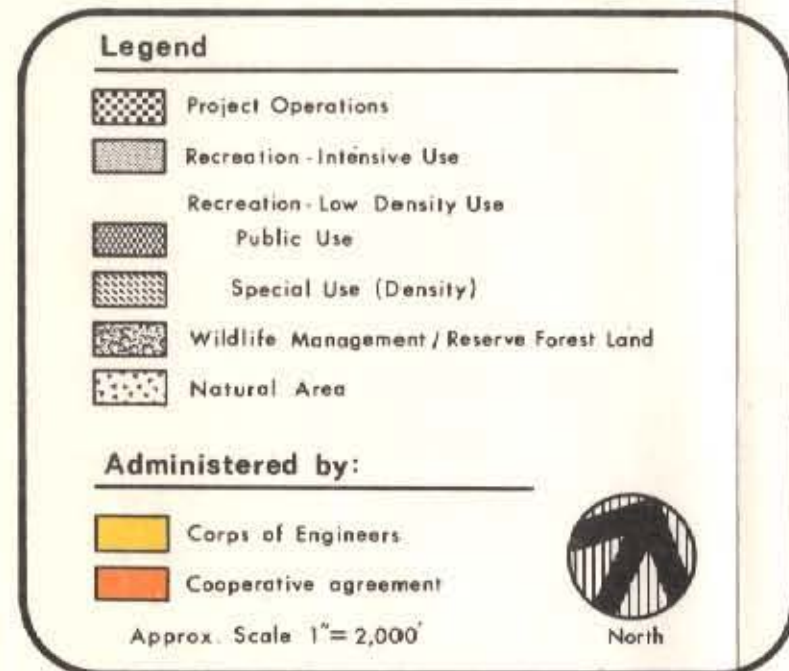 Legend
Project Operations
Recreation - Intensive Use
Recreation - Low Density Use
Public Use
Special Use (Density)
Wildlife Management / Reserve Forest Land
Natural Area
Administered by:
Corps of Engineers
Cooperative agreement
Approx. Scale 1"= 2,000'
North